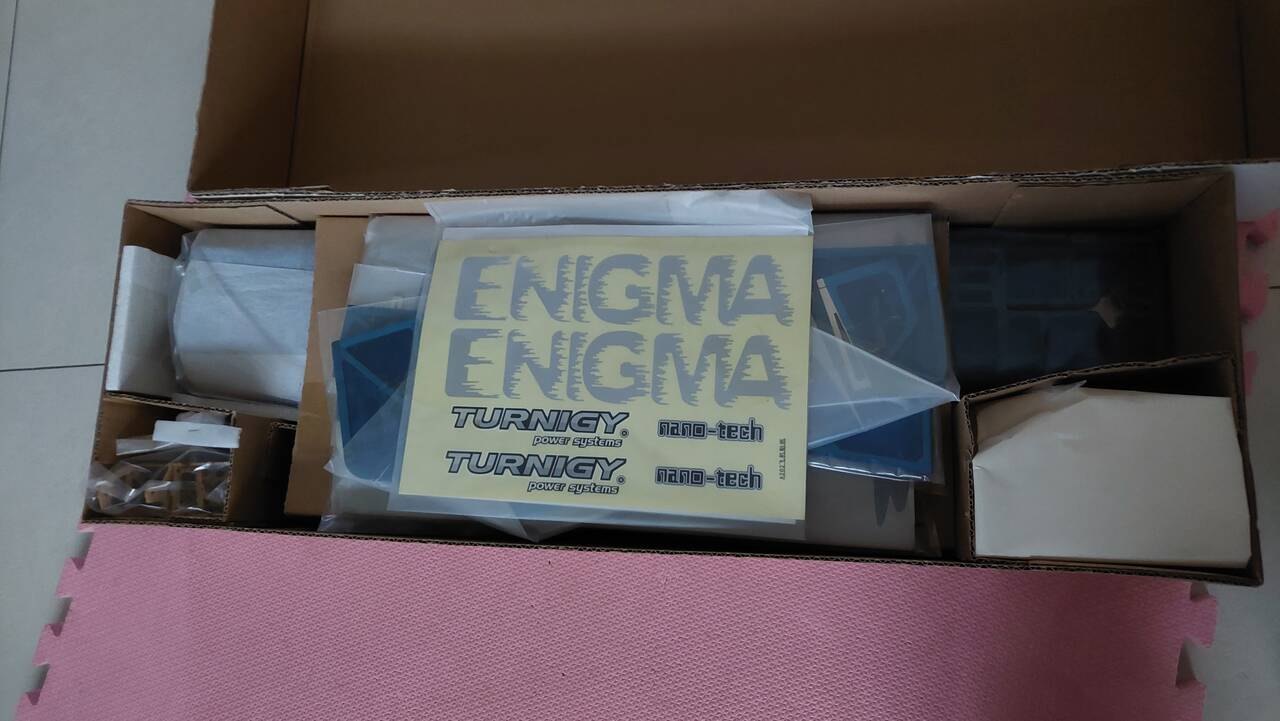 ENIGMA
ENIGMA
TURNIGY
power systems
nano-tech
TURNIGY
power systems
nano-tech